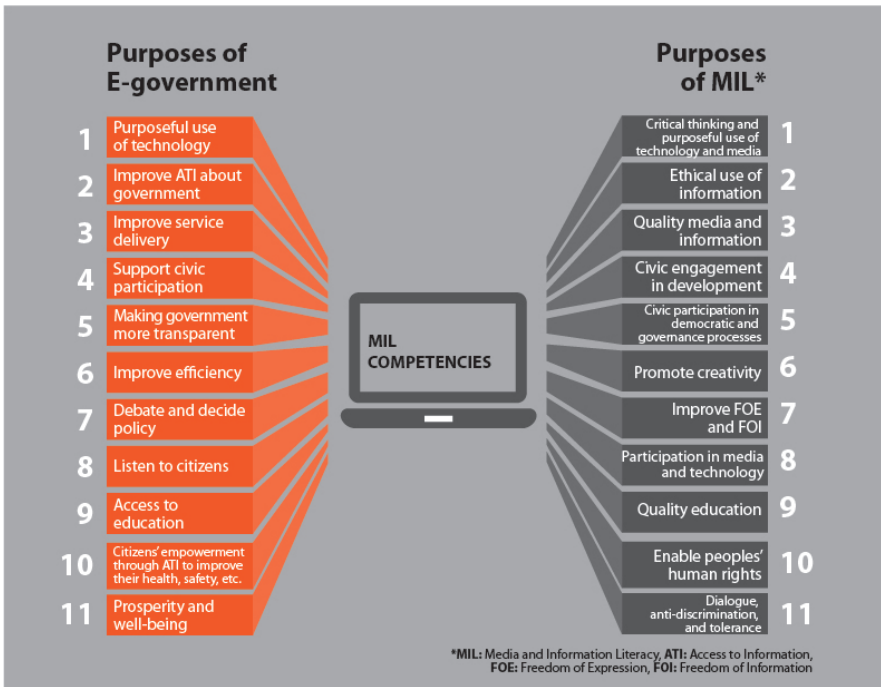 Purposes of
E-government
1
Purposeful use
of technology
2
Improve ATI about
government
3
Improve service
delivery
4
Support civic
participation
5
Making government
more transparent
6
Improve efficiency
7
Debate and decide
policy
8
Listen to citizens
9
Access to
education
10
Citizens' empowerment
through ATI to improve
their health, safety, etc.
11
Prosperity and
well-being
MIL
COMPETENCIES
Purposes
of MIL*
Critical thinking and
purposeful use of
technology and media
1
Ethical use of
information
2
Quality media and
information
3
Civic engagement
in development
4
Civic participation in
democratic and
governance processes
5
Promote creativity
6
Improve FOE
and FOI
7
Participation in media
and technology
8
Quality education
9
Enable peoples'
human rights
10
Dialogue,
anti-discrimination,
and tolerance
11
*MIL: Media and Information Literacy, ATI: Access to Information,
FOE: Freedom of Expression, FOI: Freedom of Information